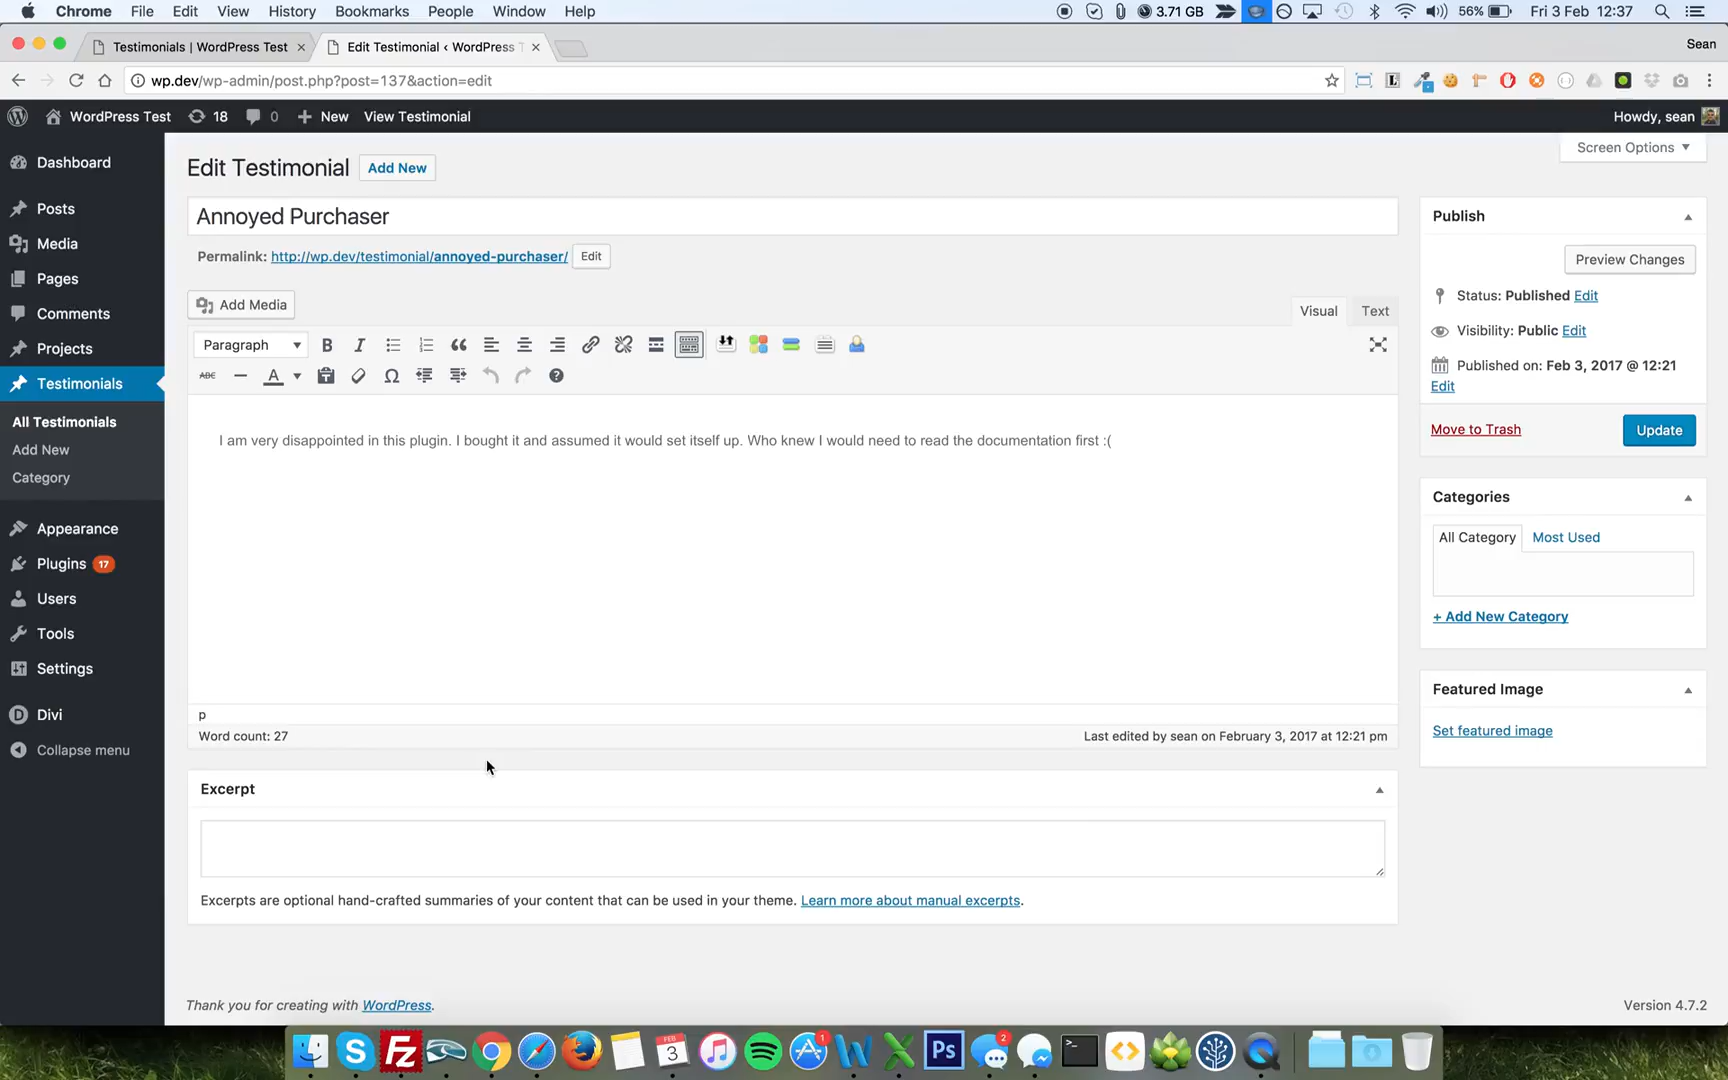 Chrome File Edit View History Bookmarks People Window Help 3.71 GB 56% Fri 3 Feb 12:37
Testimonials | WordPress Test × Edit Testimonial ‹ WordPress T × Sean
wp.dev/wp-admin/post.php?post=137&action=edit
WordPress Test 18 0 New View Testimonial Howdy, sean
Dashboard
Posts
Media
Pages
Comments
Projects
Testimonials
All Testimonials
Add New
Category
Appearance
Plugins 17
Users
Tools
Settings
Divi
Collapse menu
Screen Options
Edit Testimonial Add New
Annoyed Purchaser
Permalink: http://wp.dev/testimonial/annoyed-purchaser/ Edit
Add Media
Visual Text
Paragraph B I
ABC A
I am very disappointed in this plugin. I bought it and assumed it would set itself up. Who knew I would need to read the documentation first :(
p
Word count: 27 Last edited by sean on February 3, 2017 at 12:21 pm
Excerpt
Excerpts are optional hand-crafted summaries of your content that can be used in your theme. Learn more about manual excerpts.
Publish
Preview Changes
Status: Published Edit
Visibility: Public Edit
Published on: Feb 3, 2017 @ 12:21
Edit
Move to Trash Update
Categories
All Category Most Used
+ Add New Category
Featured Image
Set featured image
Thank you for creating with WordPress. Version 4.7.2
FEB
3
1
Ps
2